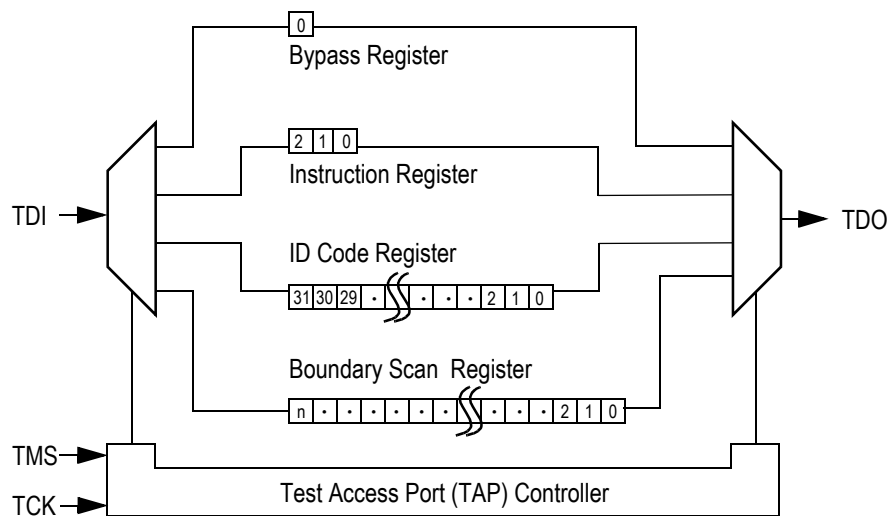 0
Bypass Register
2 1 0
Instruction Register
TDI
TDO
ID Code Register
31 30 29 · · · · 2 1 0
Boundary Scan Register
n · · · · · · · · · 2 1 0
TMS
TCK
Test Access Port (TAP) Controller